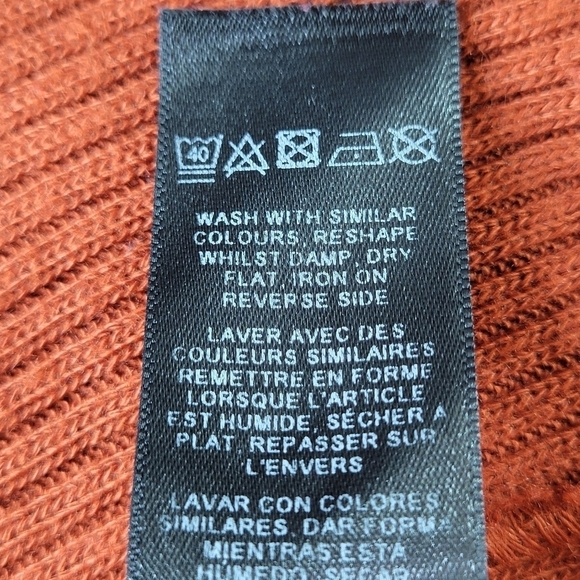 40
WASH WITH SIMILAR
COLOURS, RESHAPE
WHILST DAMP, DRY
FLAT, IRON ON
REVERSE SIDE
LAVER AVEC DES
COULEURS SIMILAIRES
REMETTRE EN FORME
LORSQUE L'ARTICLE
EST HUMIDE, SÉCHER À
PLAT, REPASSER SUR
L'ENVERS
LAVAR CON COLORES
SIMILARES, DAR FORMA
MIENTRAS ESTA
HUMEDO, SECAR